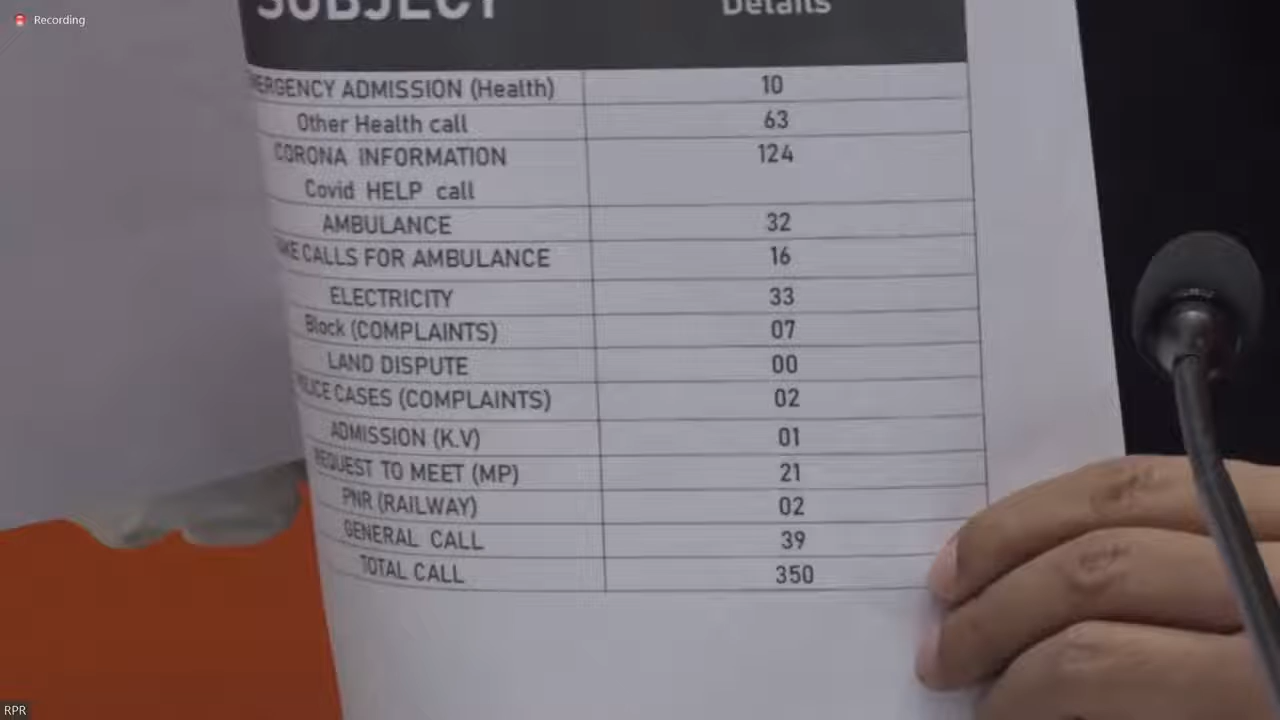 Recording
SUBJECT Details
EMERGENCY ADMISSION (Health) 10
Other Health call 63
CORONA INFORMATION 124
Covid HELP call
AMBULANCE 32
CALLS FOR AMBULANCE 16
ELECTRICITY 33
Block (COMPLAINTS) 07
LAND DISPUTE 00
POLICE CASES (COMPLAINTS) 02
ADMISSION (K.V) 01
REQUEST TO MEET (MP) 21
PNR (RAILWAY) 02
GENERAL CALL 39
TOTAL CALL 350
RPR